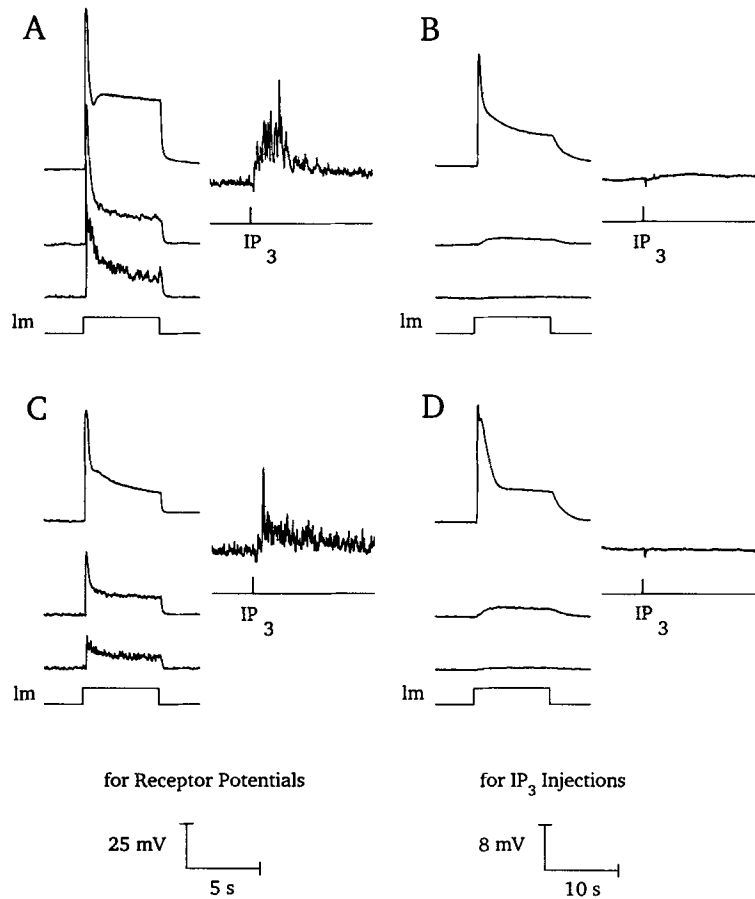 A
B
IP3
IP3
lm
lm
C
D
IP3
IP3
lm
lm
for Receptor Potentials
for IP3 Injections
25 mV
5 s
8 mV
10 s